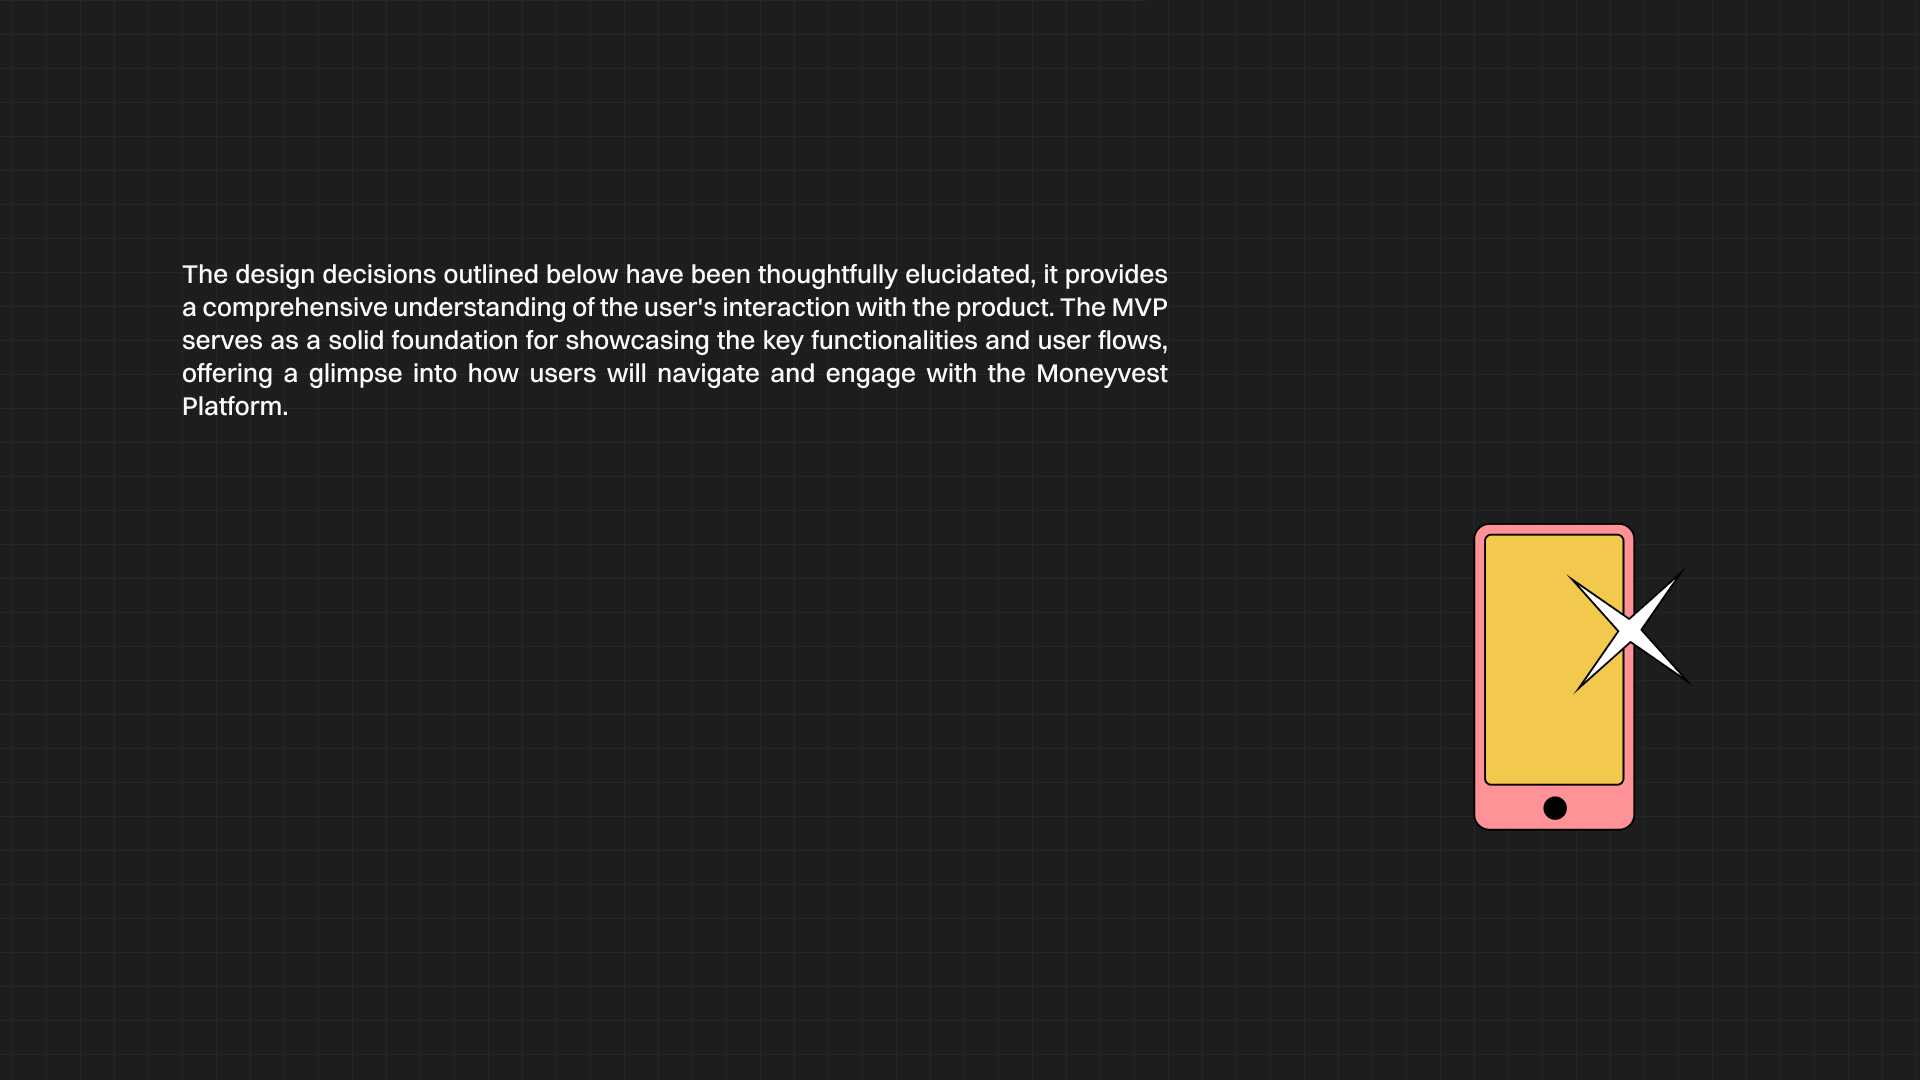 The design decisions outlined below have been thoughtfully elucidated, it provides
a comprehensive understanding of the user's interaction with the product. The MVP
serves as a solid foundation for showcasing the key functionalities and user flows,
offering a glimpse into how users will navigate and engage with the Moneyvest
Platform.